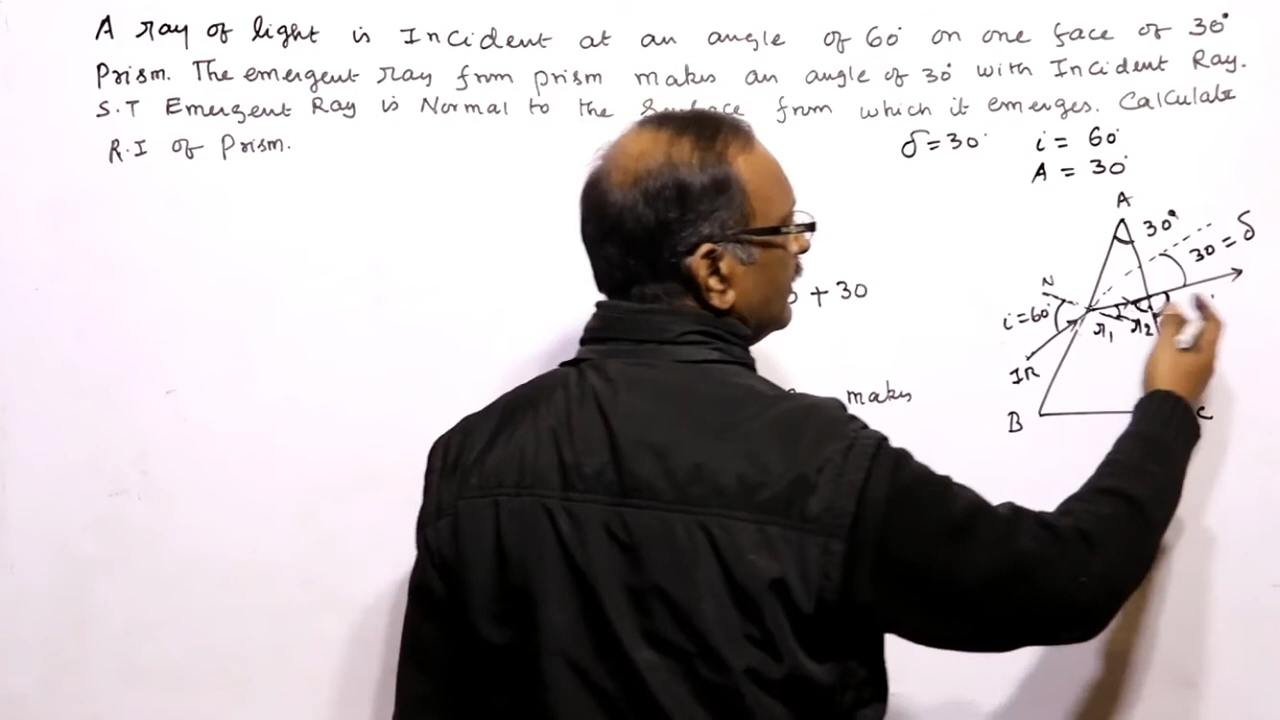 A ray of light is Incident at an angle of 60° on one face of 30°
Prism. The emergent ray from prism makes an angle of 30° with Incident Ray.
S.T Emergent Ray is Normal to the Surface from which it emerges. Calculate
R.I of Prism.
δ = 30° i = 60°
A = 30°
A
30°
30 = δ
N
i = 60°
r1 r2
IR
B C
+ 30
makes